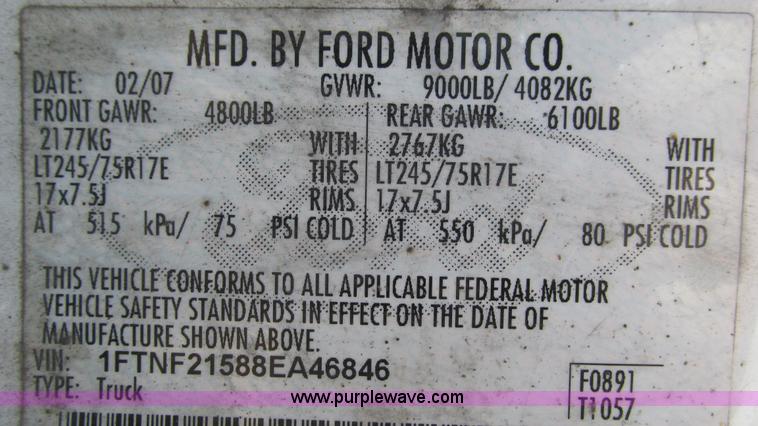 MFD. BY FORD MOTOR CO.
DATE: 02/07 GVWR: 9000LB/ 4082KG
FRONT GAWR: 4800LB REAR GAWR: 6100LB
2177KG WITH 2767KG WITH
LT245/75R17E TIRES LT245/75R17E TIRES
17x7.5J RIMS 17x7.5J RIMS
AT 515 kPa/ 75 PSI COLD AT 550 kPa/ 80 PSI COLD
THIS VEHICLE CONFORMS TO ALL APPLICABLE FEDERAL MOTOR
VEHICLE SAFETY STANDARDS IN EFFECT ON THE DATE OF
MANUFACTURE SHOWN ABOVE.
VIN: 1FTNF21588EA46846
TYPE: Truck
F0891
T1057
www.purplewave.com